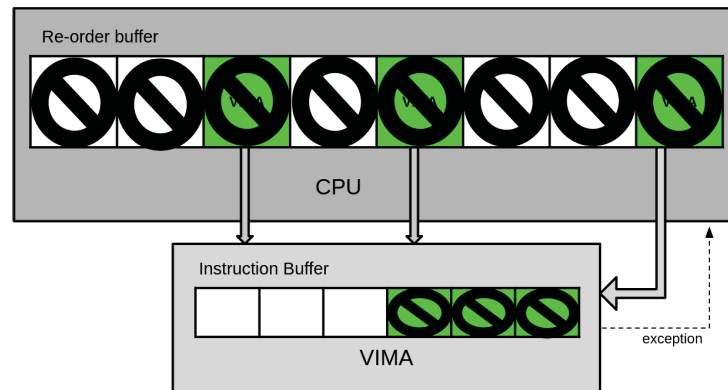 Re-order buffer
CPU
Instruction Buffer
VIMA
exception